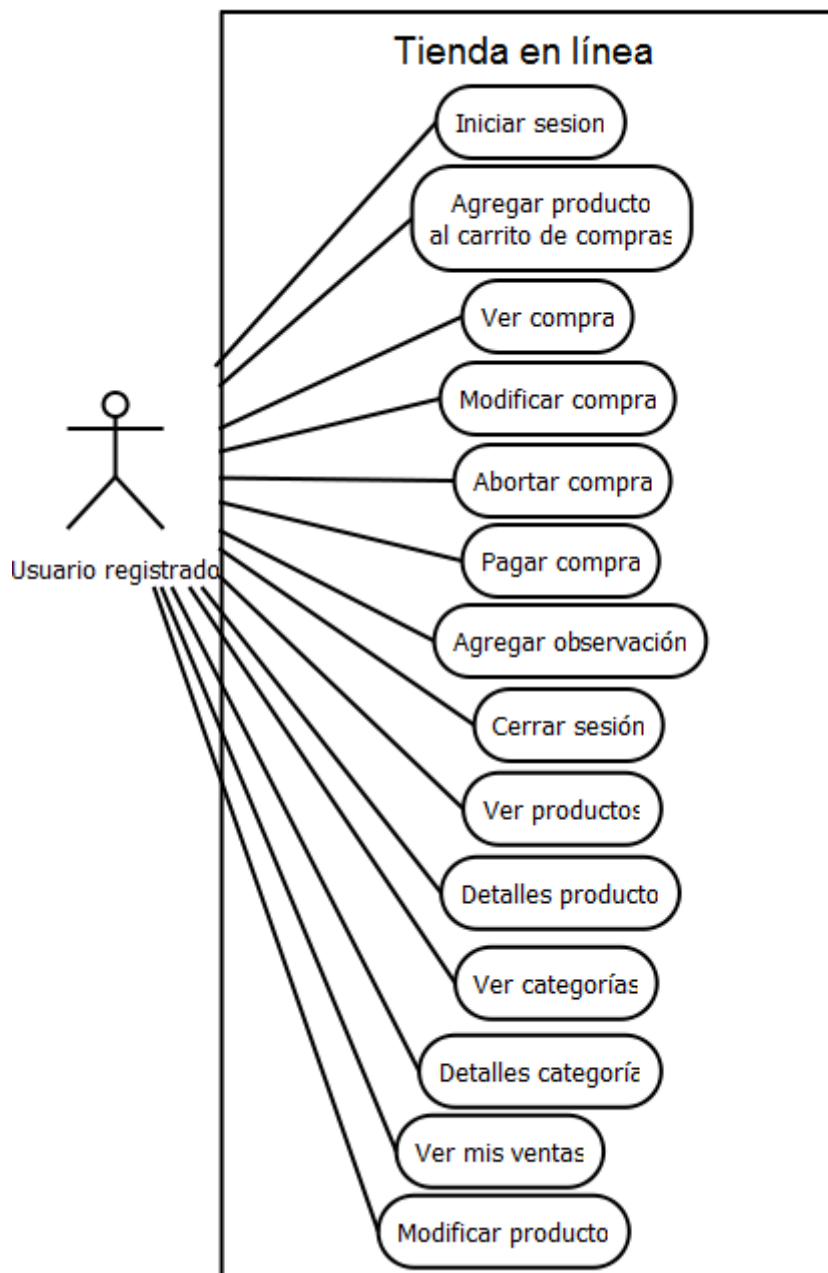 Tienda en línea
Iniciar sesion
Agregar producto
al carrito de compras
Ver compra
Modificar compra
Abortar compra
Pagar compra
Usuario registrado
Agregar observación
Cerrar sesión
Ver productos
Detalles producto
Ver categorías
Detalles categoría
Ver mis ventas
Modificar producto